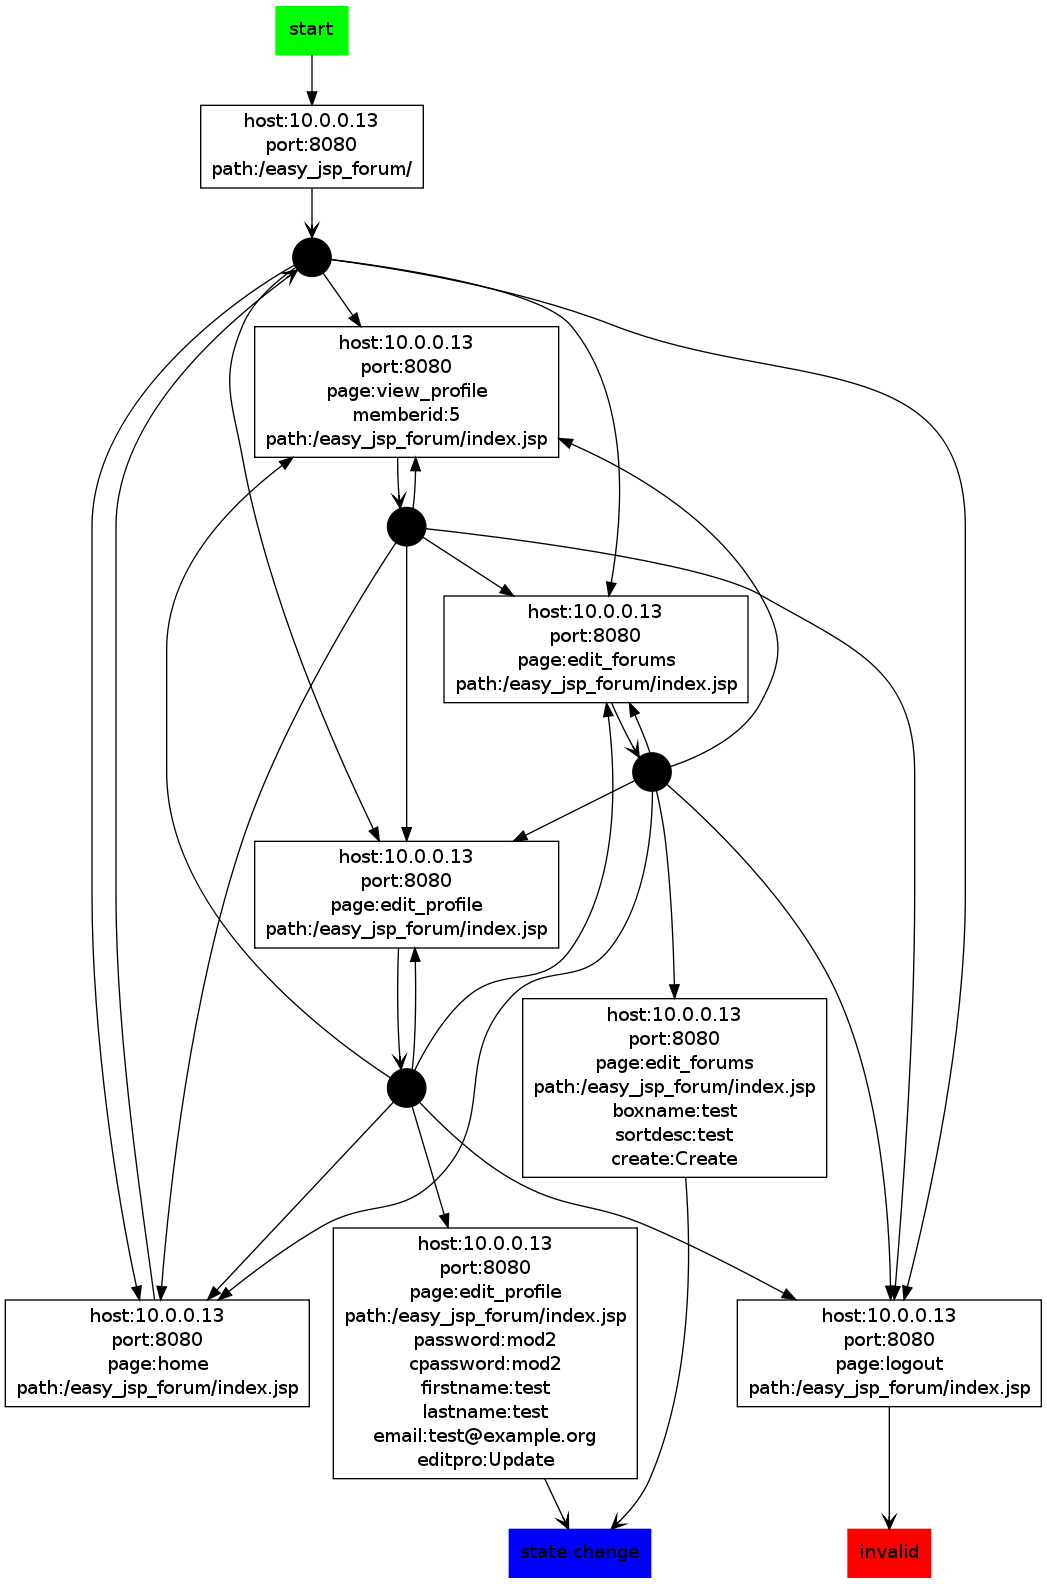 start
host:10.0.0.13
port:8080
path:/easy_jsp_forum/
host:10.0.0.13
port:8080
page:view_profile
memberid:5
path:/easy_jsp_forum/index.jsp
host:10.0.0.13
port:8080
page:edit_forums
path:/easy_jsp_forum/index.jsp
host:10.0.0.13
port:8080
page:edit_profile
path:/easy_jsp_forum/index.jsp
host:10.0.0.13
port:8080
page:edit_forums
path:/easy_jsp_forum/index.jsp
boxname:test
sortdesc:test
create:Create
host:10.0.0.13
port:8080
page:edit_profile
path:/easy_jsp_forum/index.jsp
password:mod2
cpassword:mod2
firstname:test
lastname:test
email:test@example.org
editpro:Update
host:10.0.0.13
port:8080
page:home
path:/easy_jsp_forum/index.jsp
host:10.0.0.13
port:8080
page:logout
path:/easy_jsp_forum/index.jsp
state change
invalid